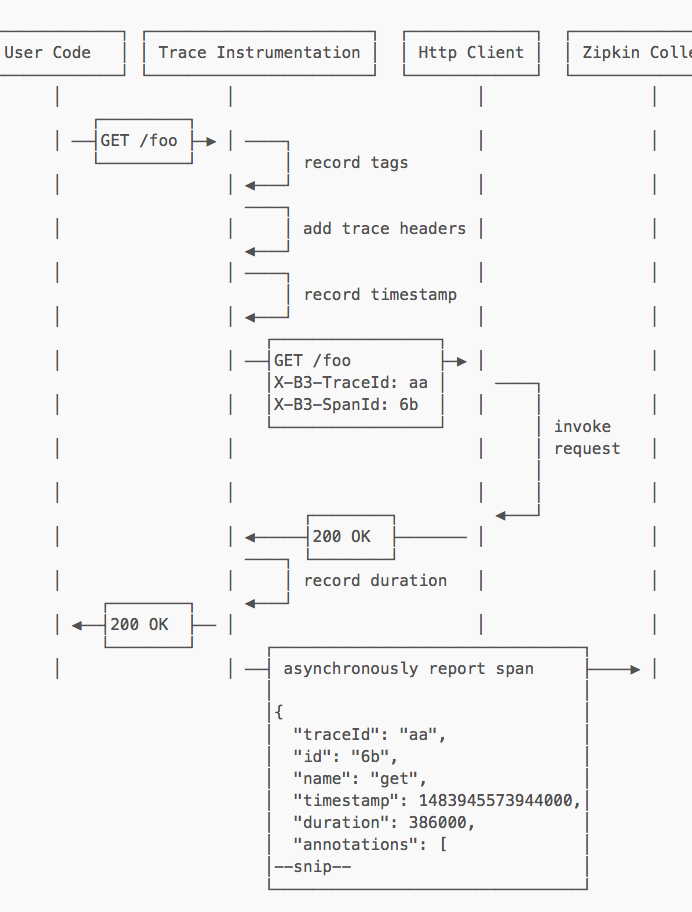 User Code Trace Instrumentation Http Client Zipkin
GET /foo
record tags
add trace headers
record timestamp
GET /foo
X-B3-TraceId: aa
X-B3-SpanId: 6b
invoke
request
200 OK
record duration
200 OK
asynchronously report span
{
"traceId": "aa",
"id": "6b",
"name": "get",
"timestamp": 1483945573944000,
"duration": 386000,
"annotations": [
--snip--